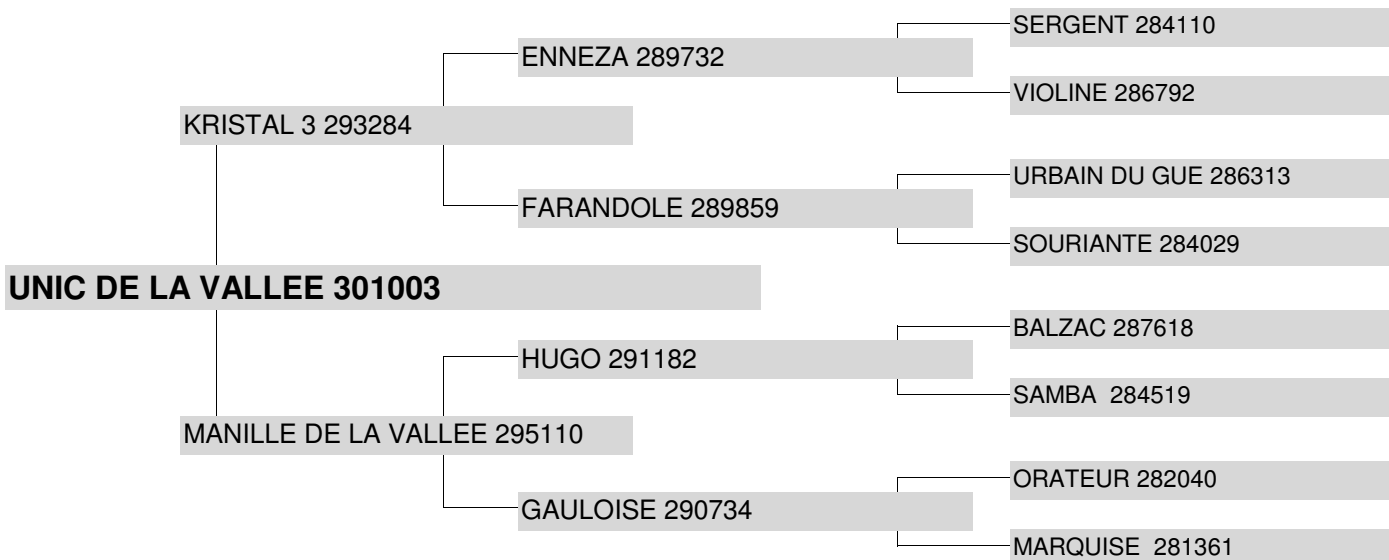 SERGENT 284110
ENNEZA 289732
VIOLINE 286792
KRISTAL 3 293284
URBAIN DU GUE 286313
FARANDOLE 289859
SOURIANTE 284029
UNIC DE LA VALLEE 301003
BALZAC 287618
HUGO 291182
SAMBA 284519
MANILLE DE LA VALLEE 295110
ORATEUR 282040
GAULOISE 290734
MARQUISE 281361